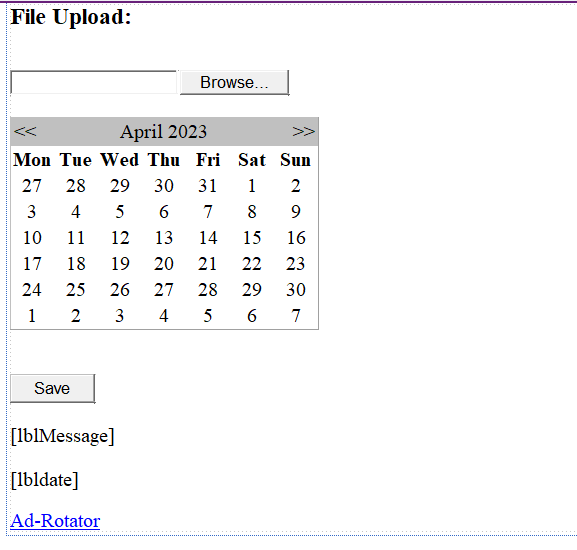 File Upload:
Browse...
<< April 2023 >>
Mon Tue Wed Thu Fri Sat Sun
27 28 29 30 31 1 2
3 4 5 6 7 8 9
10 11 12 13 14 15 16
17 18 19 20 21 22 23
24 25 26 27 28 29 30
1 2 3 4 5 6 7
Save
[lblMessage]
[lbldate]
Ad-Rotator